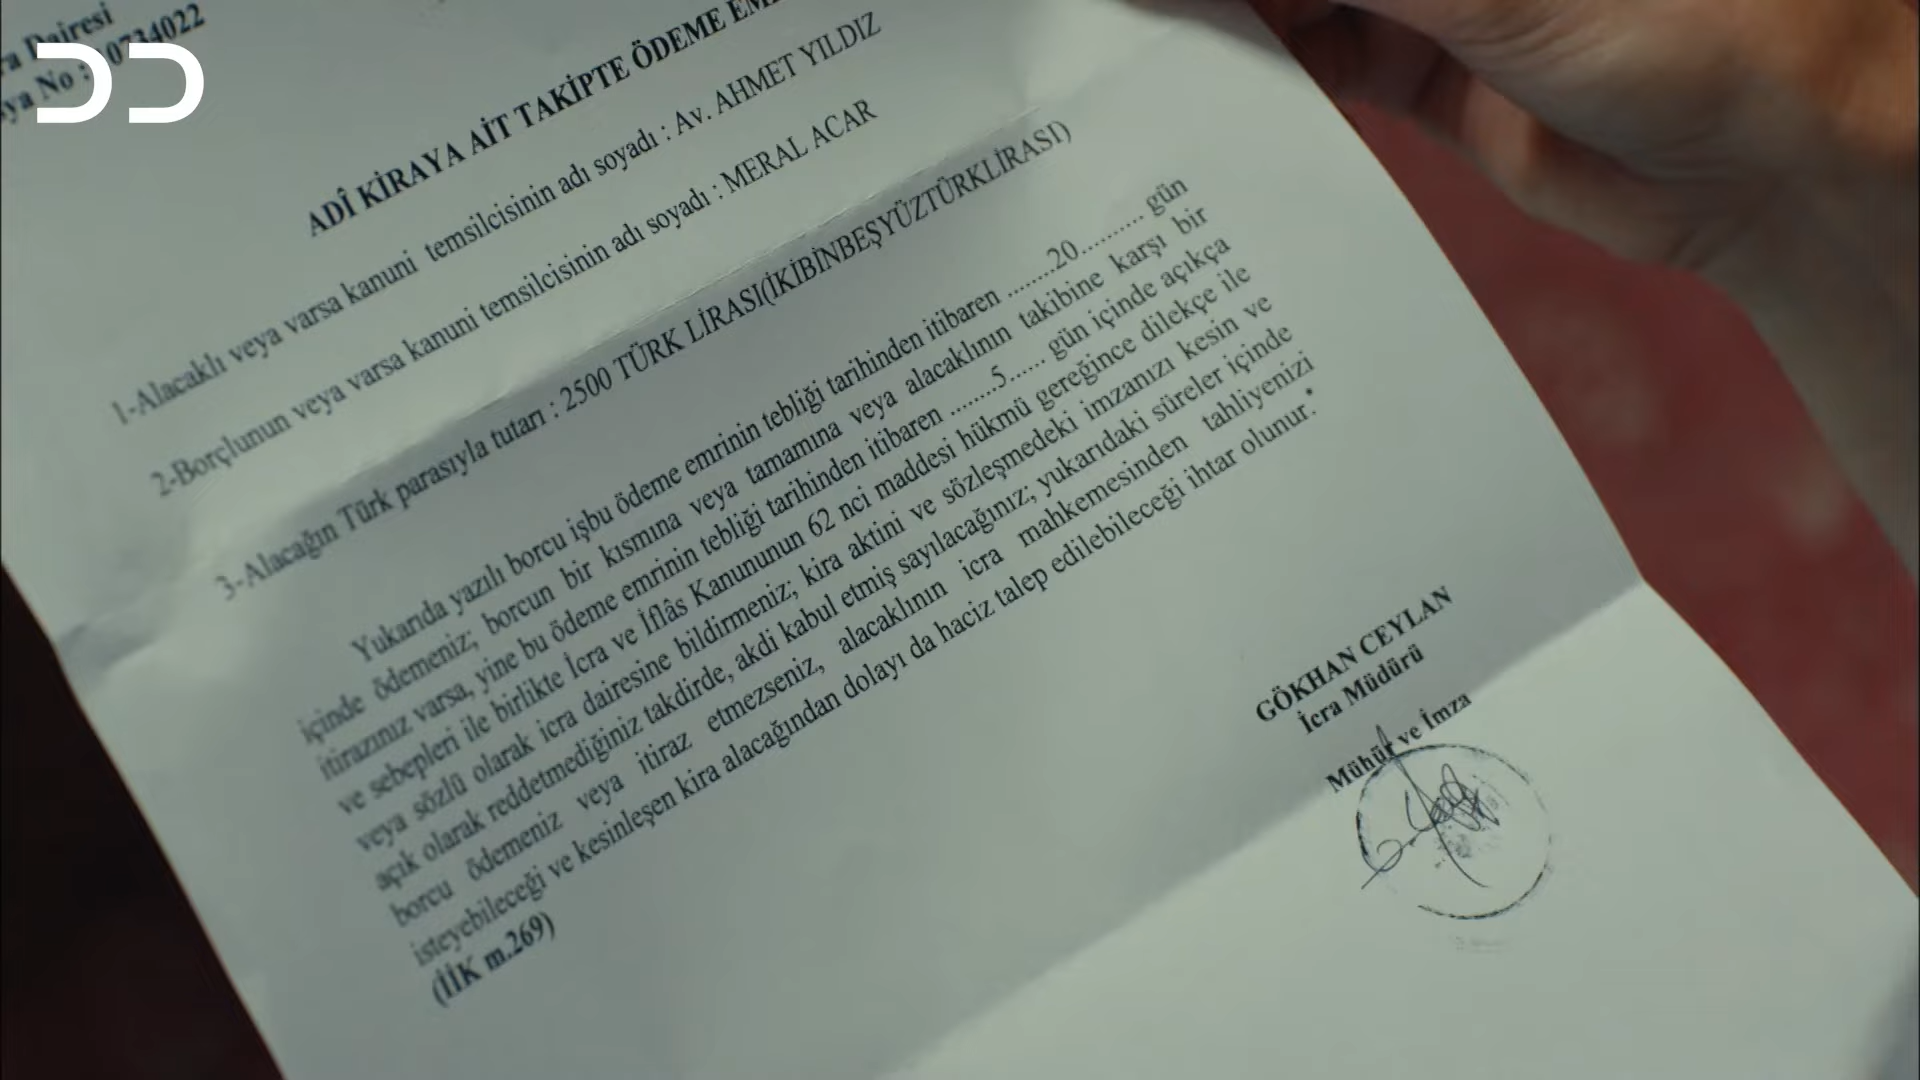 ra Dairesi
sya No : 10734022
ADÎ KİRAYA AİT TAKİPTE ÖDEME
1-Alacaklı veya varsa kanuni temsilcisinin adı soyadı : Av. AHMET YILDIZ
2-Borçlunun veya varsa kanuni temsilcisinin adı soyadı : MERAL ACAR
3-Alacağın Türk parasıyla tutarı : 2500 TÜRK LİRASI(İKİBİNBEŞYÜZTÜRKLİRASI)
Yukarıda yazılı borcu işbu ödeme emrinin tebliği tarihinden itibaren ........20.......... gün
içinde ödemeniz; borcun bir kısmına veya tamamına veya alacaklının takibine karşı bir
itirazınız varsa, yine bu ödeme emrinin tebliği tarihinden itibaren .......5...... gün içinde açıkça
ve sebepleri ile birlikte İcra ve İflâs Kanununun 62 nci maddesi hükmü gereğince dilekçe ile
veya sözlü olarak icra dairesine bildirmeniz; kira aktini ve sözleşmedeki imzanızı kesin ve
açık olarak reddetmediğiniz takdirde, akdi kabul etmiş sayılacağınız; yukarıdaki süreler içinde
borcu ödemeniz veya itiraz etmezseniz, alacaklının icra mahkemesinden tahliyenizi
isteyebileceği ve kesinleşen kira alacağından dolayı da haciz talep edilebileceği ihtar olunur.*
(İİK m.269)
GÖKHAN CEYLAN
İcra Müdürü
Mühür ve İmza